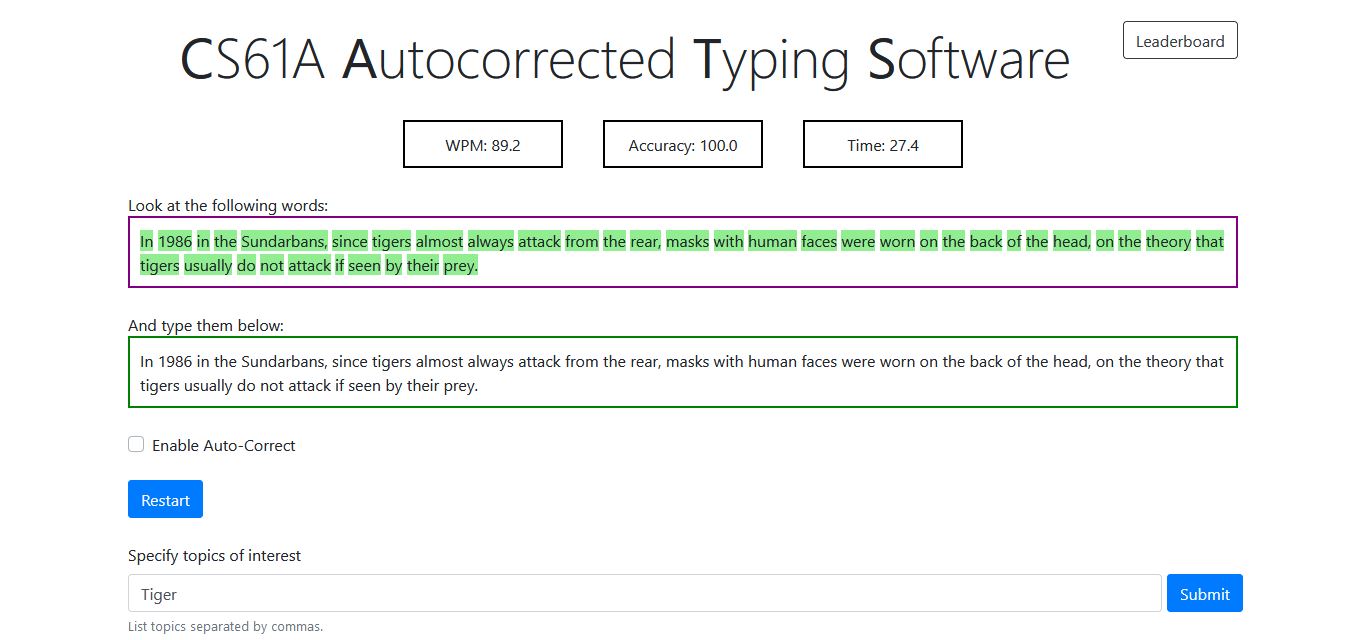 CS61A Autocorrected Typing Software
Leaderboard
WPM: 89.2
Accuracy: 100.0
Time: 27.4
Look at the following words:
In 1986 in the Sundarbans, since tigers almost always attack from the rear, masks with human faces were worn on the back of the head, on the theory that
tigers usually do not attack if seen by their prey.
And type them below:
In 1986 in the Sundarbans, since tigers almost always attack from the rear, masks with human faces were worn on the back of the head, on the theory that
tigers usually do not attack if seen by their prey.
Enable Auto-Correct
Restart
Specify topics of interest
Tiger
Submit
List topics separated by commas.